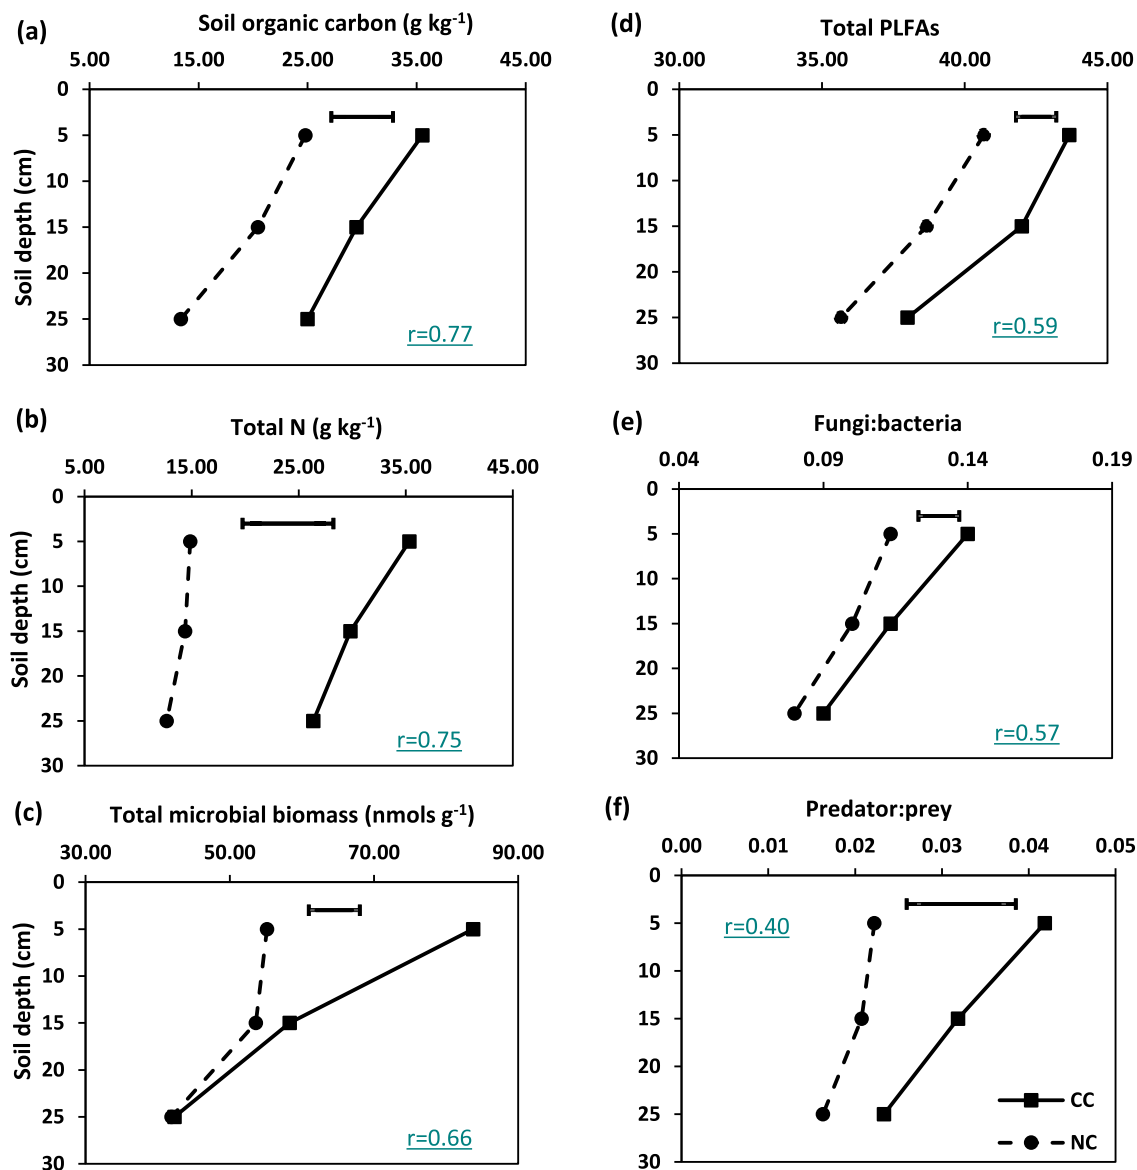 (a) Soil organic carbon (g kg⁻¹)
5.00 15.00 25.00 35.00 45.00
0
5
10
15
20
25
30
Soil depth (cm)
r=0.77
(d) Total PLFAs
30.00 35.00 40.00 45.00
0
5
10
15
20
25
30
r=0.59
(b) Total N (g kg⁻¹)
5.00 15.00 25.00 35.00 45.00
0
5
10
15
20
25
30
Soil depth (cm)
r=0.75
(e) Fungi:bacteria
0.04 0.09 0.14 0.19
0
5
10
15
20
25
30
r=0.57
(c) Total microbial biomass (nmols g⁻¹)
30.00 50.00 70.00 90.00
0
5
10
15
20
25
30
Soil depth (cm)
r=0.66
(f) Predator:prey
0.00 0.01 0.02 0.03 0.04 0.05
0
5
10
15
20
25
30
r=0.40
CC
NC